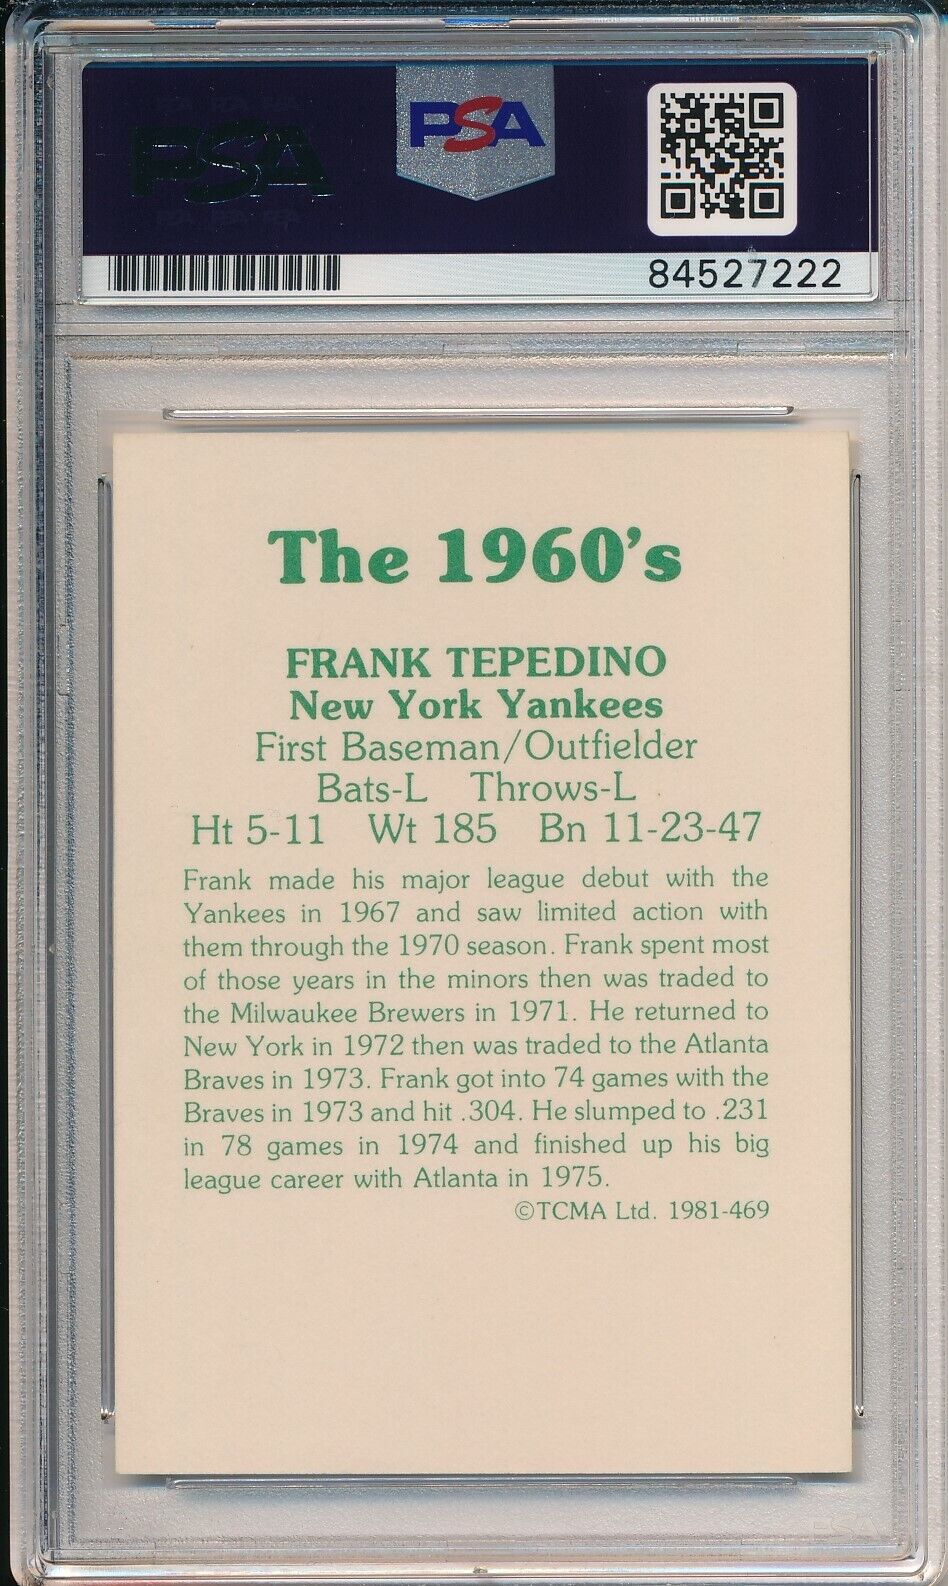 PSA
PSA
84527222
The 1960's
FRANK TEPEDINO
New York Yankees
First Baseman/Outfielder
Bats-L Throws-L
Ht 5-11 Wt 185 Bn 11-23-47
Frank made his major league debut with the
Yankees in 1967 and saw limited action with
them through the 1970 season. Frank spent most
of those years in the minors then was traded to
the Milwaukee Brewers in 1971. He returned to
New York in 1972 then was traded to the Atlanta
Braves in 1973. Frank got into 74 games with the
Braves in 1973 and hit .304. He slumped to .231
in 78 games in 1974 and finished up his big
league career with Atlanta in 1975.
©TCMA Ltd. 1981-469
PSA